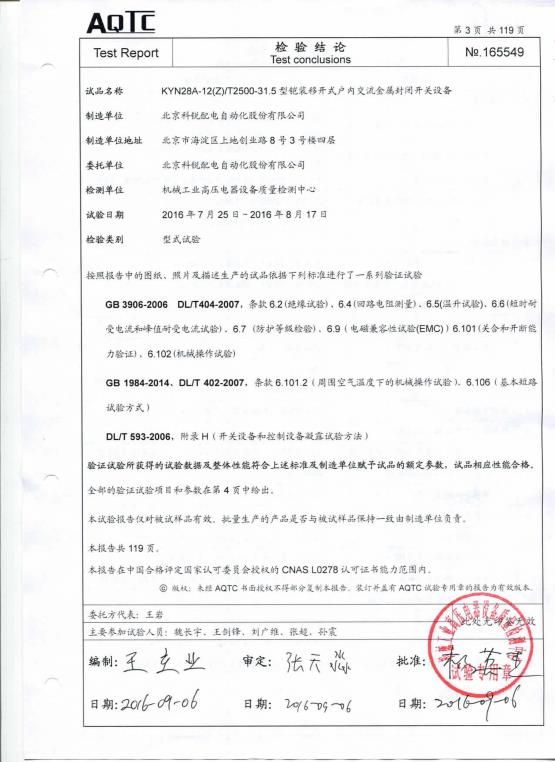 AQTC
第 3 页 共 119 页
Test Report
检 验 结 论
Test conclusions
№.165549
试品名称 KYN28A-12(Z)/T2500-31.5 型铠装移开式户内交流金属封闭开关设备
制造单位 北京科锐配电自动化股份有限公司
制造单位地址 北京市海淀区上地创业路 8 号 3 号楼四层
委托单位 北京科锐配电自动化股份有限公司
检测单位 机械工业高压电器设备质量检测中心
试验日期 2016 年 7 月 25 日－2016 年 8 月 17 日
检验类别 型式试验
按照报告中的图纸、照片及描述生产的试品依据下列标准进行了一系列验证试验
GB 3906-2006 DL/T404-2007，条款 6.2(绝缘试验)、6.4(回路电阻测量)、6.5(温升试验)、6.6(短时耐
受电流和峰值耐受电流试验)、6.7 (防护等级检验)、6.9 (电磁兼容性试验(EMC)) 6.101(关合和开断能
力验证)、6.102(机械操作试验)
GB 1984-2014、DL/T 402-2007，条款 6.101.2（周围空气温度下的机械操作试验）、6.106（基本短路
试验方式）
DL/T 593-2006，附录 H（开关设备和控制设备凝露试验方法）
验证试验所获得的试验数据及整体性能符合上述标准及制造单位赋予试品的额定参数，试品相应性能合格。
全部的验证试验项目和参数在第 4 页中给出。
本试验报告仅对被试样品有效。批量生产的产品是否与被试样品保持一致由制造单位负责。
本报告共 119 页。
本报告在中国合格评定国家认可委员会授权的 CNAS L0278 认可证书能力范围内。
© 版权：未经 AQTC 书面授权不得部分复制本报告。装订并盖有 AQTC 试验专用章的报告为有效版本。
委托方代表：王岩
此处无
无效
主要参加试验人员：魏长宇、王剑锋、刘广维、张超、孙震
编制：王立业 审定：张天 批准：
试验专用章
日期：2016-09-06 日期：2016-09-06 日期：2016-09-06